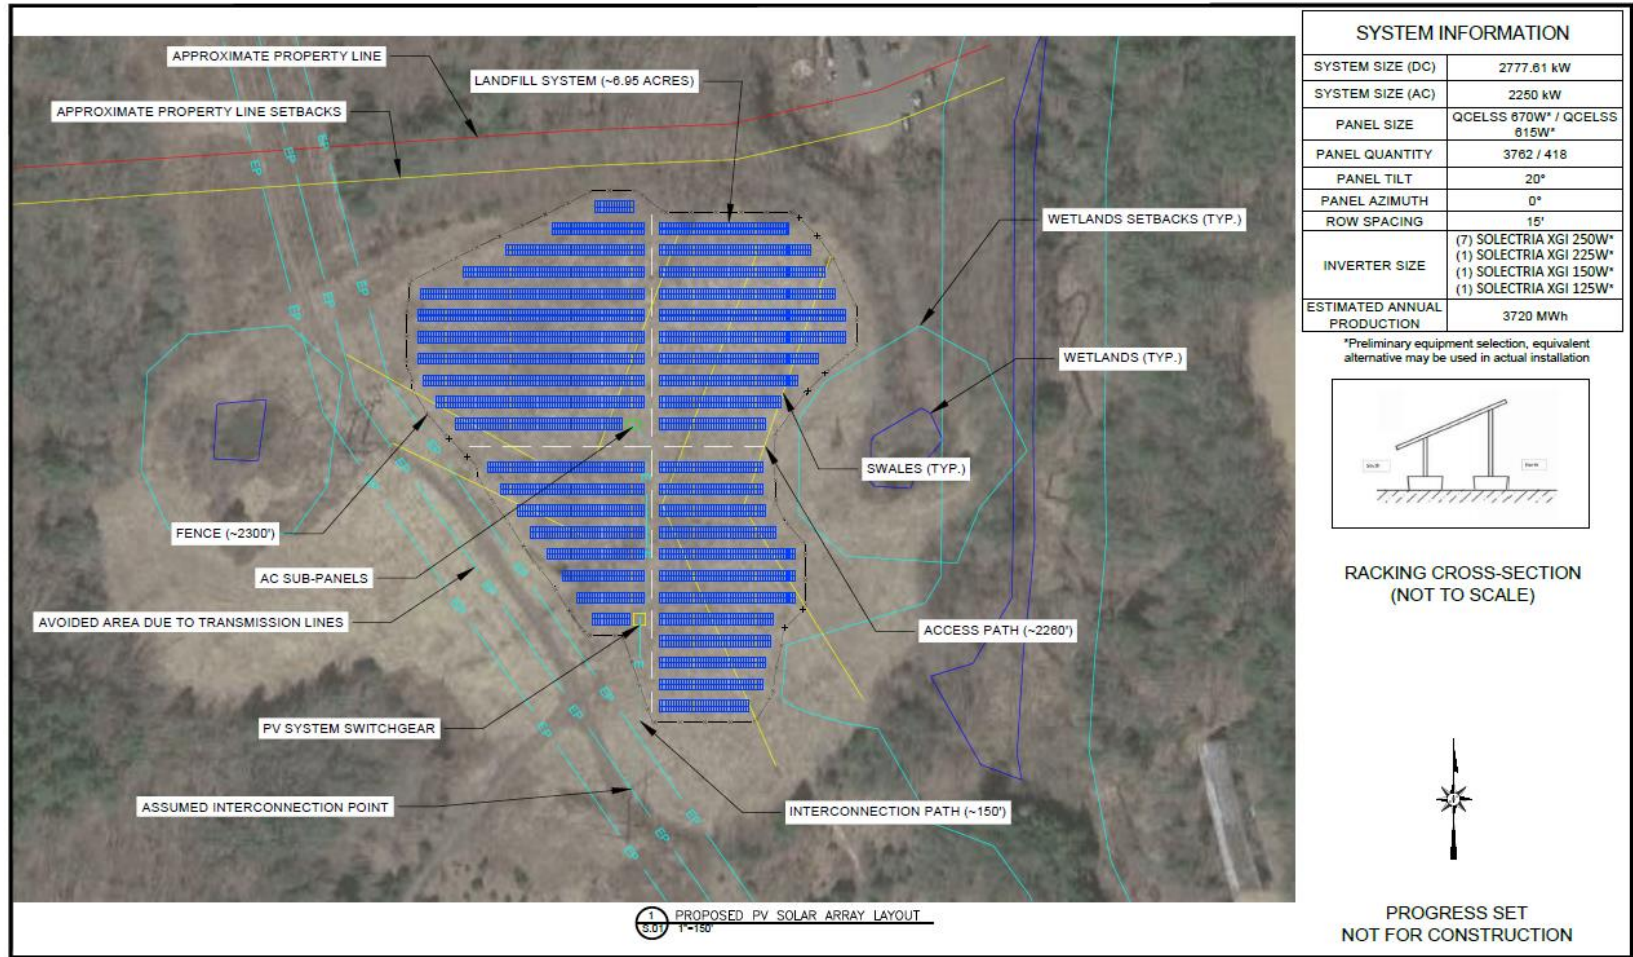 APPROXIMATE PROPERTY LINE
LANDFILL SYSTEM (~6.95 ACRES)
APPROXIMATE PROPERTY LINE SETBACKS
WETLANDS SETBACKS (TYP.)
WETLANDS (TYP.)
SWALES (TYP.)
FENCE (~2300')
AC SUB-PANELS
AVOIDED AREA DUE TO TRANSMISSION LINES
ACCESS PATH (~2260')
PV SYSTEM SWITCHGEAR
ASSUMED INTERCONNECTION POINT
INTERCONNECTION PATH (~150')
EP EP EP
EP EP EP
EP EP EP
EP EP EP
EP EP EP
EP EP EP
E
1
S.01
PROPOSED PV SOLAR ARRAY LAYOUT
1"=150'
SYSTEM INFORMATION
SYSTEM SIZE (DC) 2777.61 kW
SYSTEM SIZE (AC) 2250 kW
PANEL SIZE QCELSS 670W* / QCELSS
615W*
PANEL QUANTITY 3762 / 418
PANEL TILT 20°
PANEL AZIMUTH 0°
ROW SPACING 15'
INVERTER SIZE (7) SOLECTRIA XGI 250W*
(1) SOLECTRIA XGI 225W*
(1) SOLECTRIA XGI 150W*
(1) SOLECTRIA XGI 125W*
ESTIMATED ANNUAL
PRODUCTION 3720 MWh
*Preliminary equipment selection, equivalent
alternative may be used in actual installation
RACKING CROSS-SECTION
(NOT TO SCALE)
PROGRESS SET
NOT FOR CONSTRUCTION